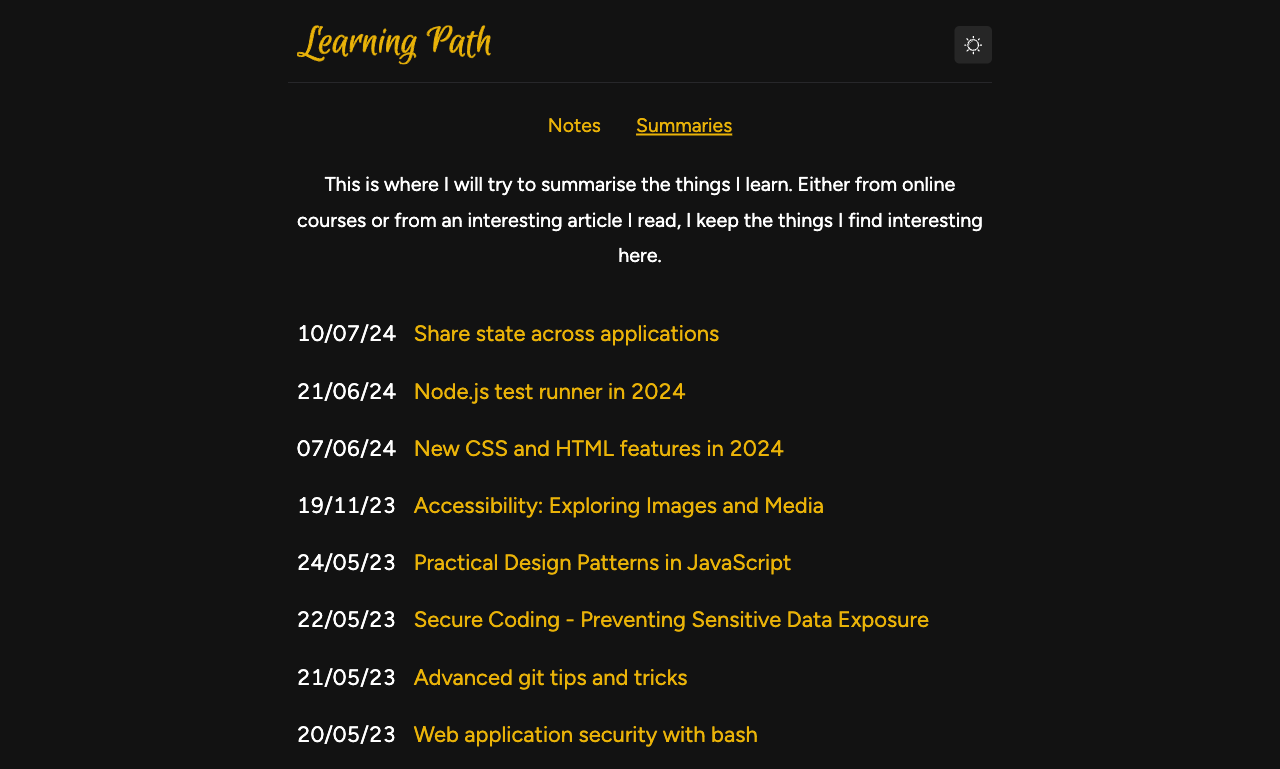 Learning Path
Notes Summaries
This is where I will try to summarise the things I learn. Either from online
courses or from an interesting article I read, I keep the things I find interesting
here.
10/07/24 Share state across applications
21/06/24 Node.js test runner in 2024
07/06/24 New CSS and HTML features in 2024
19/11/23 Accessibility: Exploring Images and Media
24/05/23 Practical Design Patterns in JavaScript
22/05/23 Secure Coding - Preventing Sensitive Data Exposure
21/05/23 Advanced git tips and tricks
20/05/23 Web application security with bash